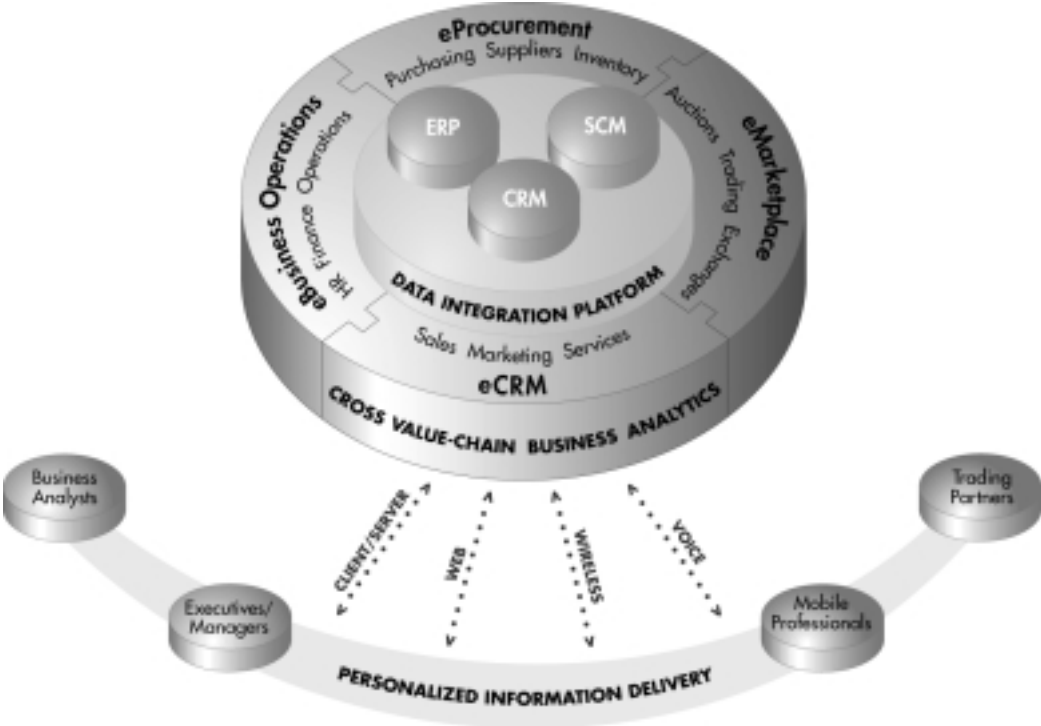 eProcurement
Purchasing Suppliers Inventory
eBusiness Operations
HR Finance Operations
eMarketplace
Auctions Trading Exchanges
ERP
SCM
CRM
DATA INTEGRATION PLATFORM
Sales Marketing Services
eCRM
CROSS VALUE-CHAIN BUSINESS ANALYTICS
Business
Analysts
Trading
Partners
CLIENT/SERVER
WEB
WIRELESS
VOICE
Executives/
Managers
Mobile
Professionals
PERSONALIZED INFORMATION DELIVERY